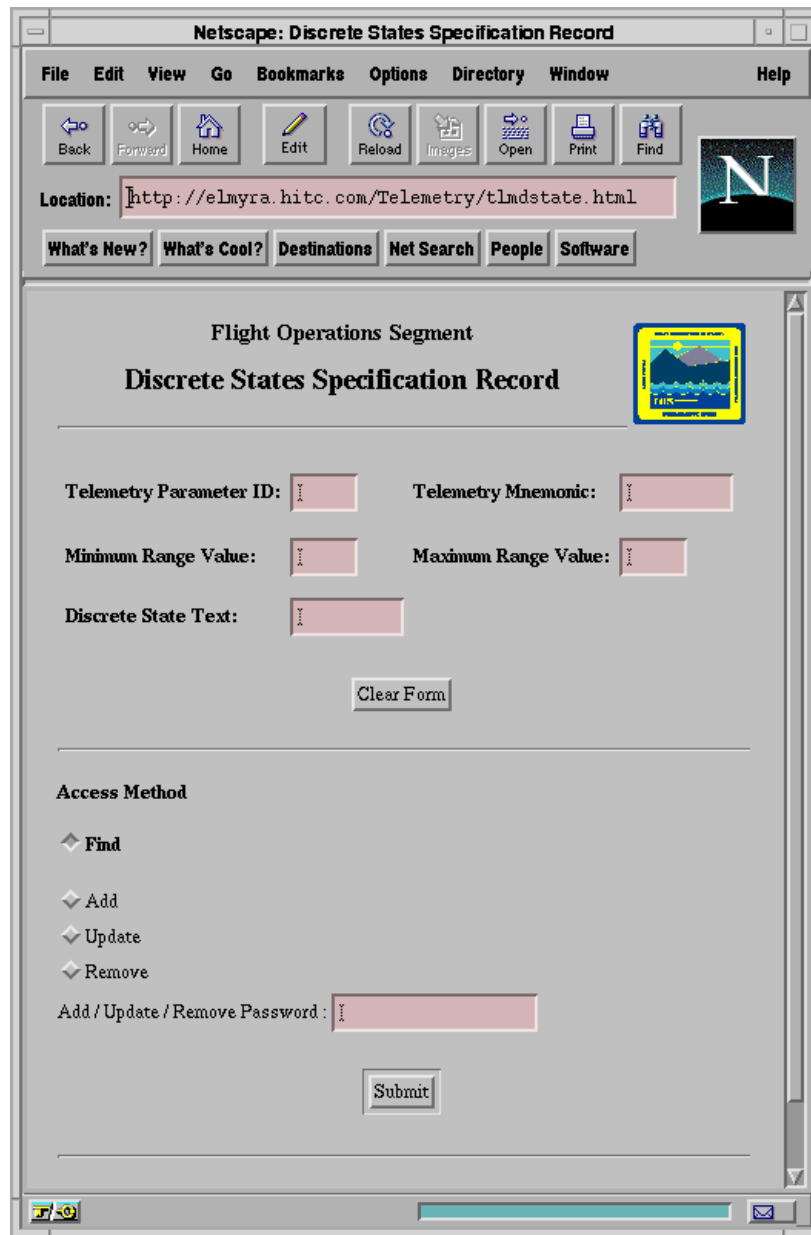 Netscape: Discrete States Specification Record
File Edit View Go Bookmarks Options Directory Window Help
Back Forward Home Edit Reload Images Open Print Find
N
Location: http://elmyra.hitc.com/Telemetry/tlmdstate.html
What's New? What's Cool? Destinations Net Search People Software
Flight Operations Segment
Discrete States Specification Record
Telemetry Parameter ID: Telemetry Mnemonic:
Minimum Range Value: Maximum Range Value:
Discrete State Text:
Clear Form
Access Method
Find
Add
Update
Remove
Add / Update / Remove Password :
Submit